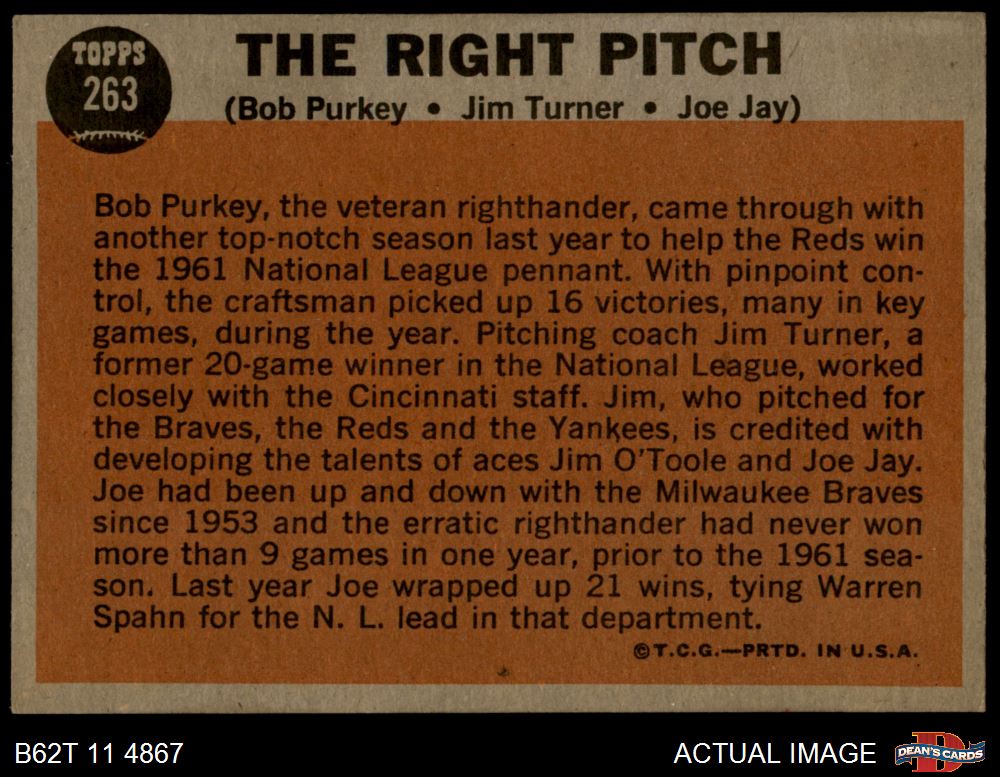 TOPPS
263
THE RIGHT PITCH
(Bob Purkey • Jim Turner • Joe Jay)
Bob Purkey, the veteran righthander, came through with
another top-notch season last year to help the Reds win
the 1961 National League pennant. With pinpoint con-
trol, the craftsman picked up 16 victories, many in key
games, during the year. Pitching coach Jim Turner, a
former 20-game winner in the National League, worked
closely with the Cincinnati staff. Jim, who pitched for
the Braves, the Reds and the Yankees, is credited with
developing the talents of aces Jim O'Toole and Joe Jay.
Joe had been up and down with the Milwaukee Braves
since 1953 and the erratic righthander had never won
more than 9 games in one year, prior to the 1961 sea-
son. Last year Joe wrapped up 21 wins, tying Warren
Spahn for the N. L. lead in that department.
©T.C.G.—PRTD. IN U.S.A.
B62T 11 4867
ACTUAL IMAGE
D
DEAN'S CARDS